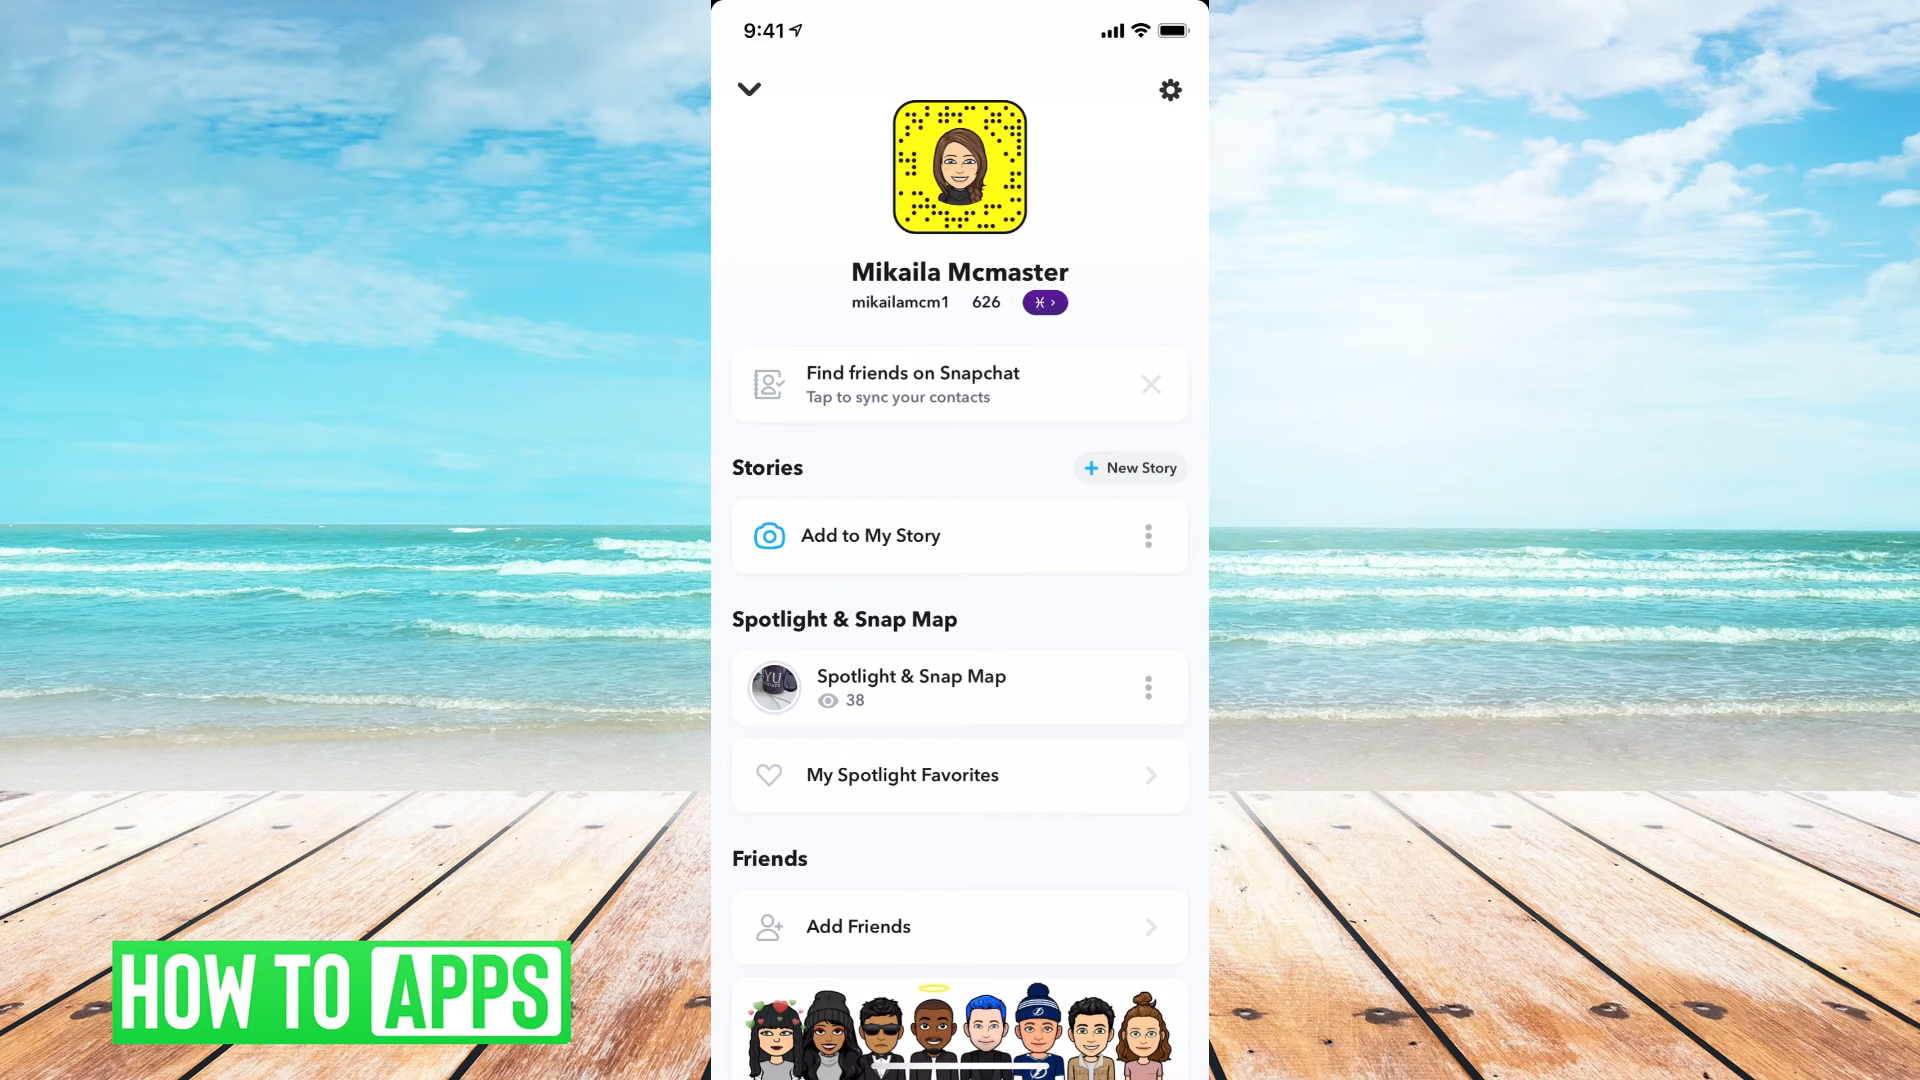 9:41
Mikaila Mcmaster
mikailamcm1 626
Find friends on Snapchat
Tap to sync your contacts
Stories
+ New Story
Add to My Story
Spotlight & Snap Map
Spotlight & Snap Map
38
My Spotlight Favorites
Friends
Add Friends
HOW TO APPS